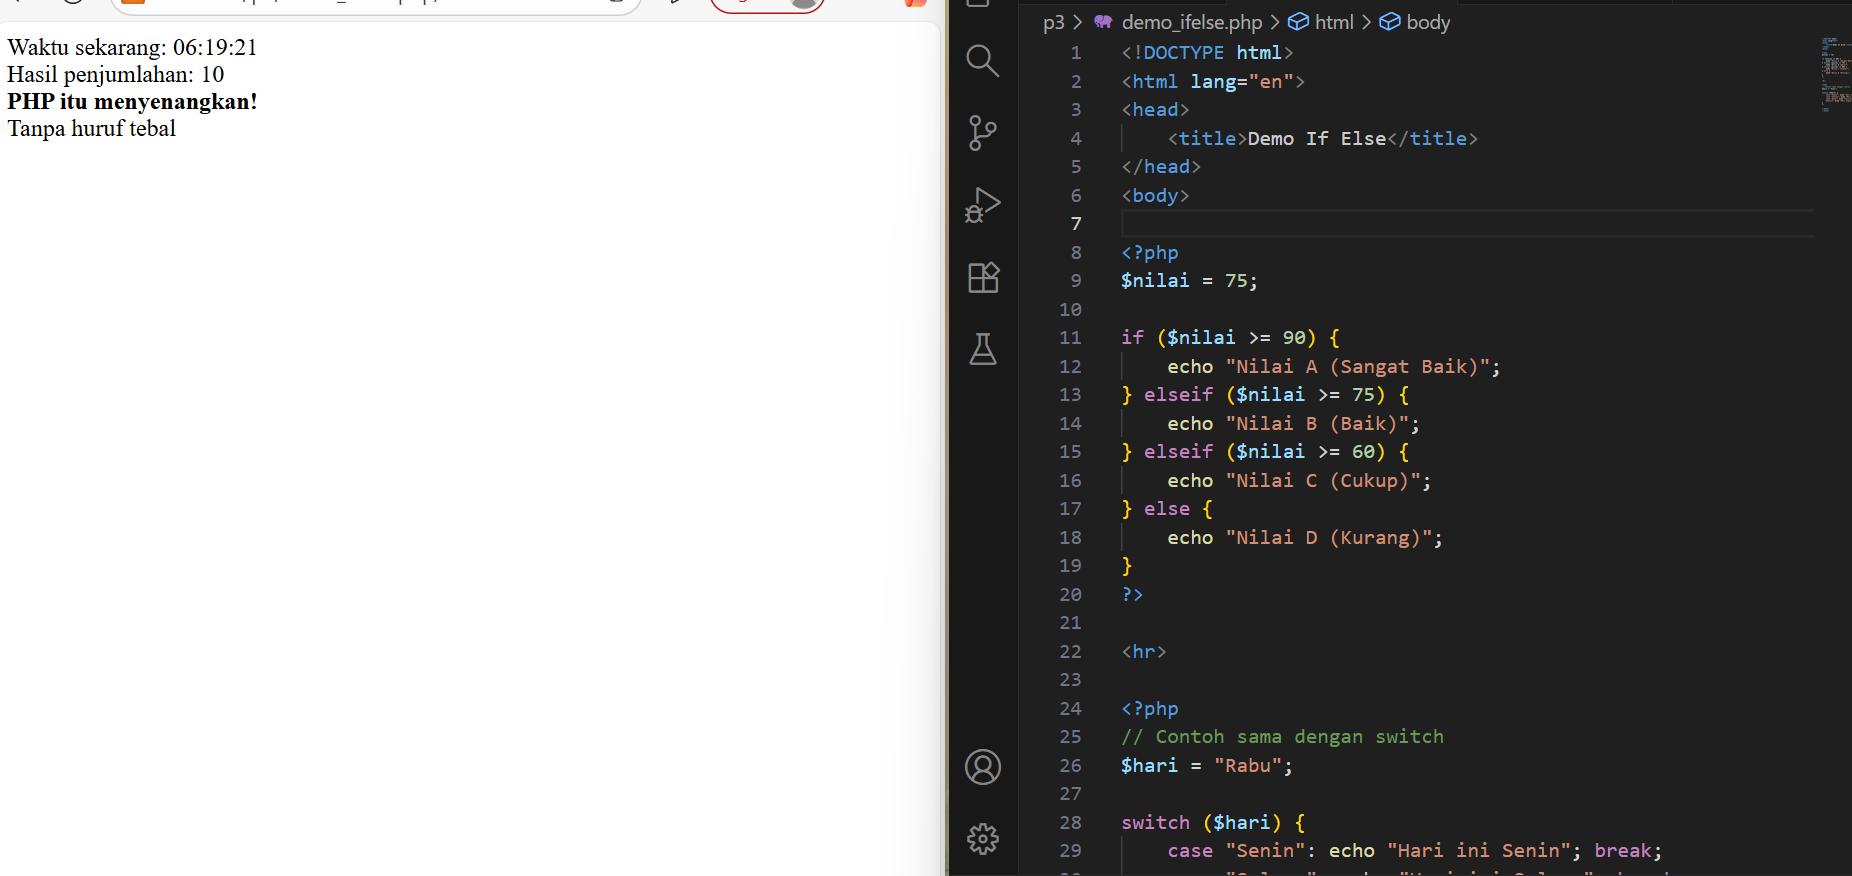 Waktu sekarang: 06:19:21
Hasil penjumlahan: 10
PHP itu menyenangkan!
Tanpa huruf tebal
p3 > demo_ifelse.php > html > body
1 <!DOCTYPE html>
2 <html lang="en">
3 <head>
4     <title>Demo If Else</title>
5 </head>
6 <body>
7
8 <?php
9 $nilai = 75;
10
11 if ($nilai >= 90) {
12     echo "Nilai A (Sangat Baik)";
13 } elseif ($nilai >= 75) {
14     echo "Nilai B (Baik)";
15 } elseif ($nilai >= 60) {
16     echo "Nilai C (Cukup)";
17 } else {
18     echo "Nilai D (Kurang)";
19 }
20 ?>
21
22 <hr>
23
24 <?php
25 // Contoh sama dengan switch
26 $hari = "Rabu";
27
28 switch ($hari) {
29     case "Senin": echo "Hari ini Senin"; break;